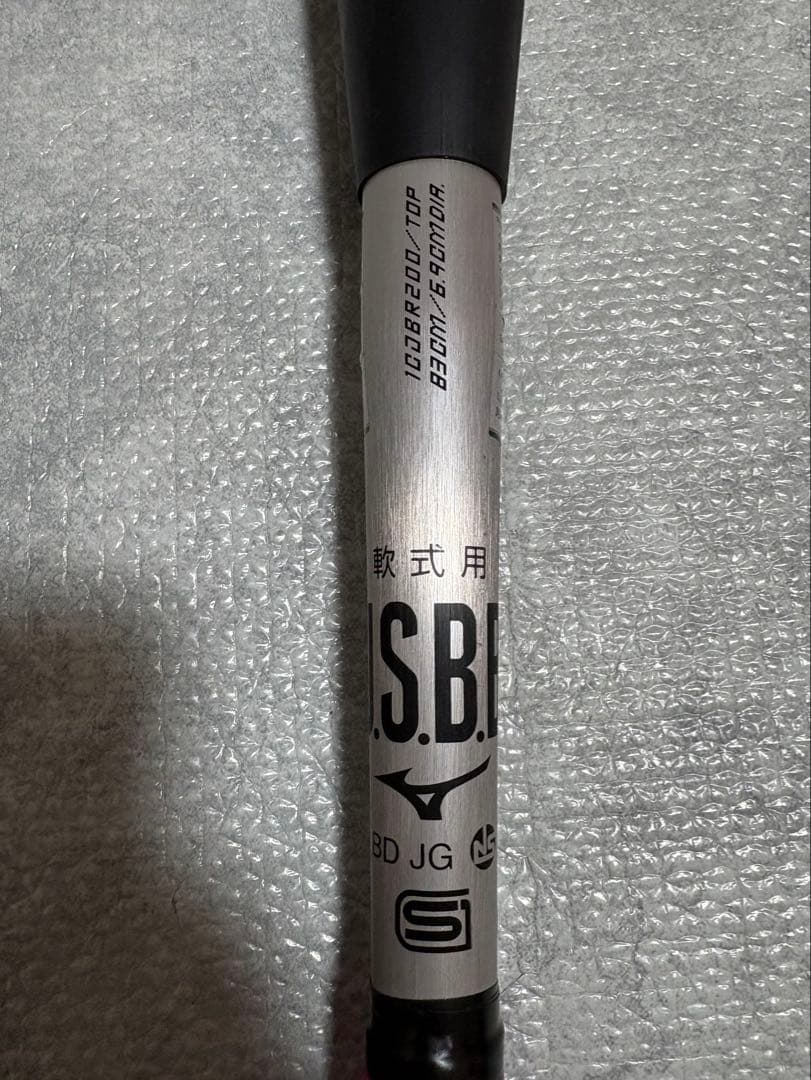 1CJBR200/TOP
83CM/6.9CMDIA.
軟式用
J.S.B.B
BD JG